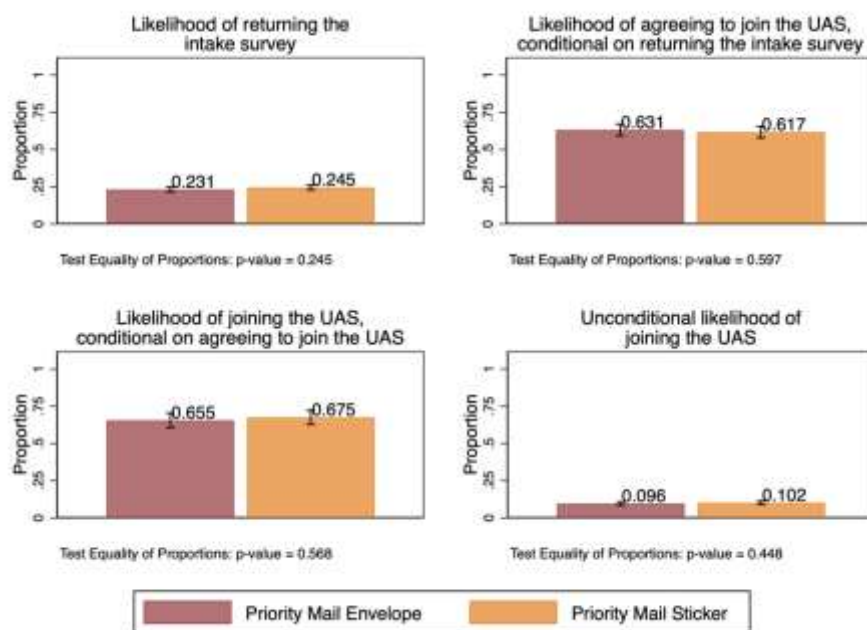 Likelihood of returning the
intake survey
Proportion
1
.75
.5
.25
0
0.231
0.245
Test Equality of Proportions: p-value = 0.245
Likelihood of agreeing to join the UAS,
conditional on returning the intake survey
Proportion
1
.75
.5
.25
0
0.631
0.617
Test Equality of Proportions: p-value = 0.597
Likelihood of joining the UAS,
conditional on agreeing to join the UAS
Proportion
1
.75
.5
.25
0
0.655
0.675
Test Equality of Proportions: p-value = 0.568
Unconditional likelihood of
joining the UAS
Proportion
1
.75
.5
.25
0
0.096
0.102
Test Equality of Proportions: p-value = 0.448
Priority Mail Envelope
Priority Mail Sticker